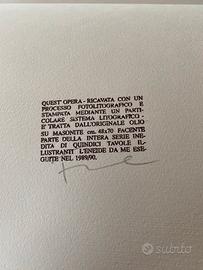 QUEST'OPERA - RICAVATA CON UN
PROCESSO FOTOLITOGRAFICO E
STAMPATA MEDIANTE UN PARTI-
COLARE SISTEMA LITOGRAFICO -
E' TRATTA DALL'ORIGINALE OLIO
SU MASONITE cm. 48x70 FACENTE
PARTE DELLA INTERA SERIE INE-
DITA DI QUINDICI TAVOLE IL-
LUSTRANTI L'ENEIDE DA ME ESE-
GUITE NEL 1989/90.
subito